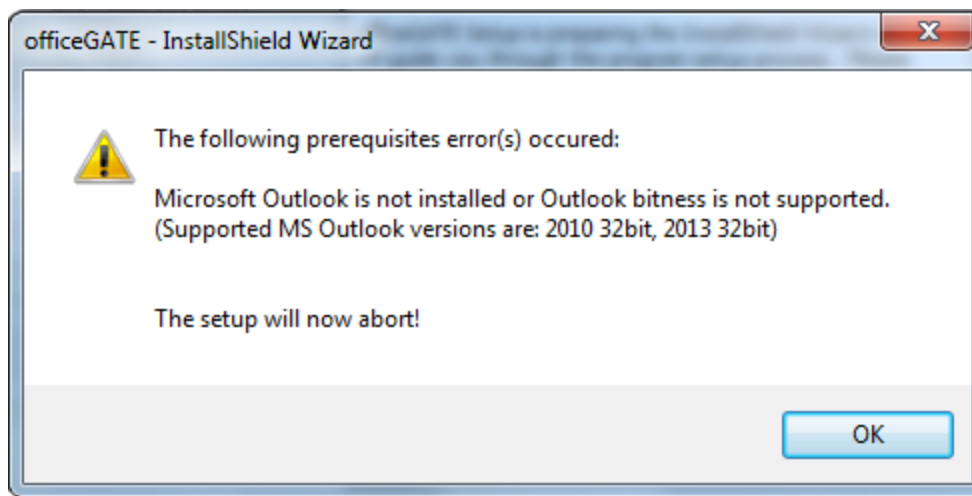 officeGATE - InstallShield Wizard
The following prerequisites error(s) occured:
Microsoft Outlook is not installed or Outlook bitness is not supported.
(Supported MS Outlook versions are: 2010 32bit, 2013 32bit)
The setup will now abort!
OK